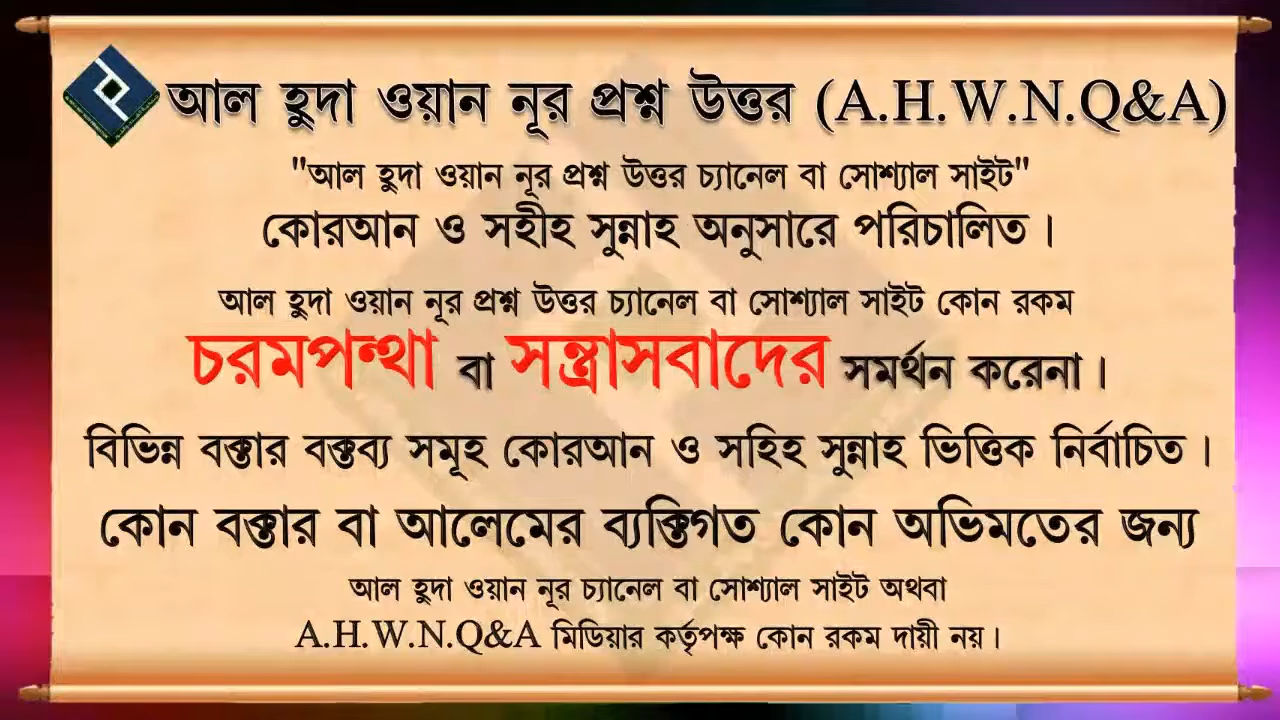 আল হুদা ওয়ান নূর প্রশ্ন উত্তর (A.H.W.N.Q&A)
"আল হুদা ওয়ান নূর প্রশ্ন উত্তর চ্যানেল বা সোশ্যাল সাইট"
কোরআন ও সহীহ সুন্নাহ অনুসারে পরিচালিত।
আল হুদা ওয়ান নূর প্রশ্ন উত্তর চ্যানেল বা সোশ্যাল সাইট কোন রকম
চরমপন্থা বা সন্ত্রাসবাদের সমর্থন করেনা।
বিভিন্ন বক্তার বক্তব্য সমূহ কোরআন ও সহিহ সুন্নাহ ভিত্তিক নির্বাচিত।
কোন বক্তার বা আলেমের ব্যক্তিগত কোন অভিমতের জন্য
আল হুদা ওয়ান নূর চ্যানেল বা সোশ্যাল সাইট অথবা
A.H.W.N.Q&A মিডিয়ার কর্তৃপক্ষ কোন রকম দায়ী নয়।